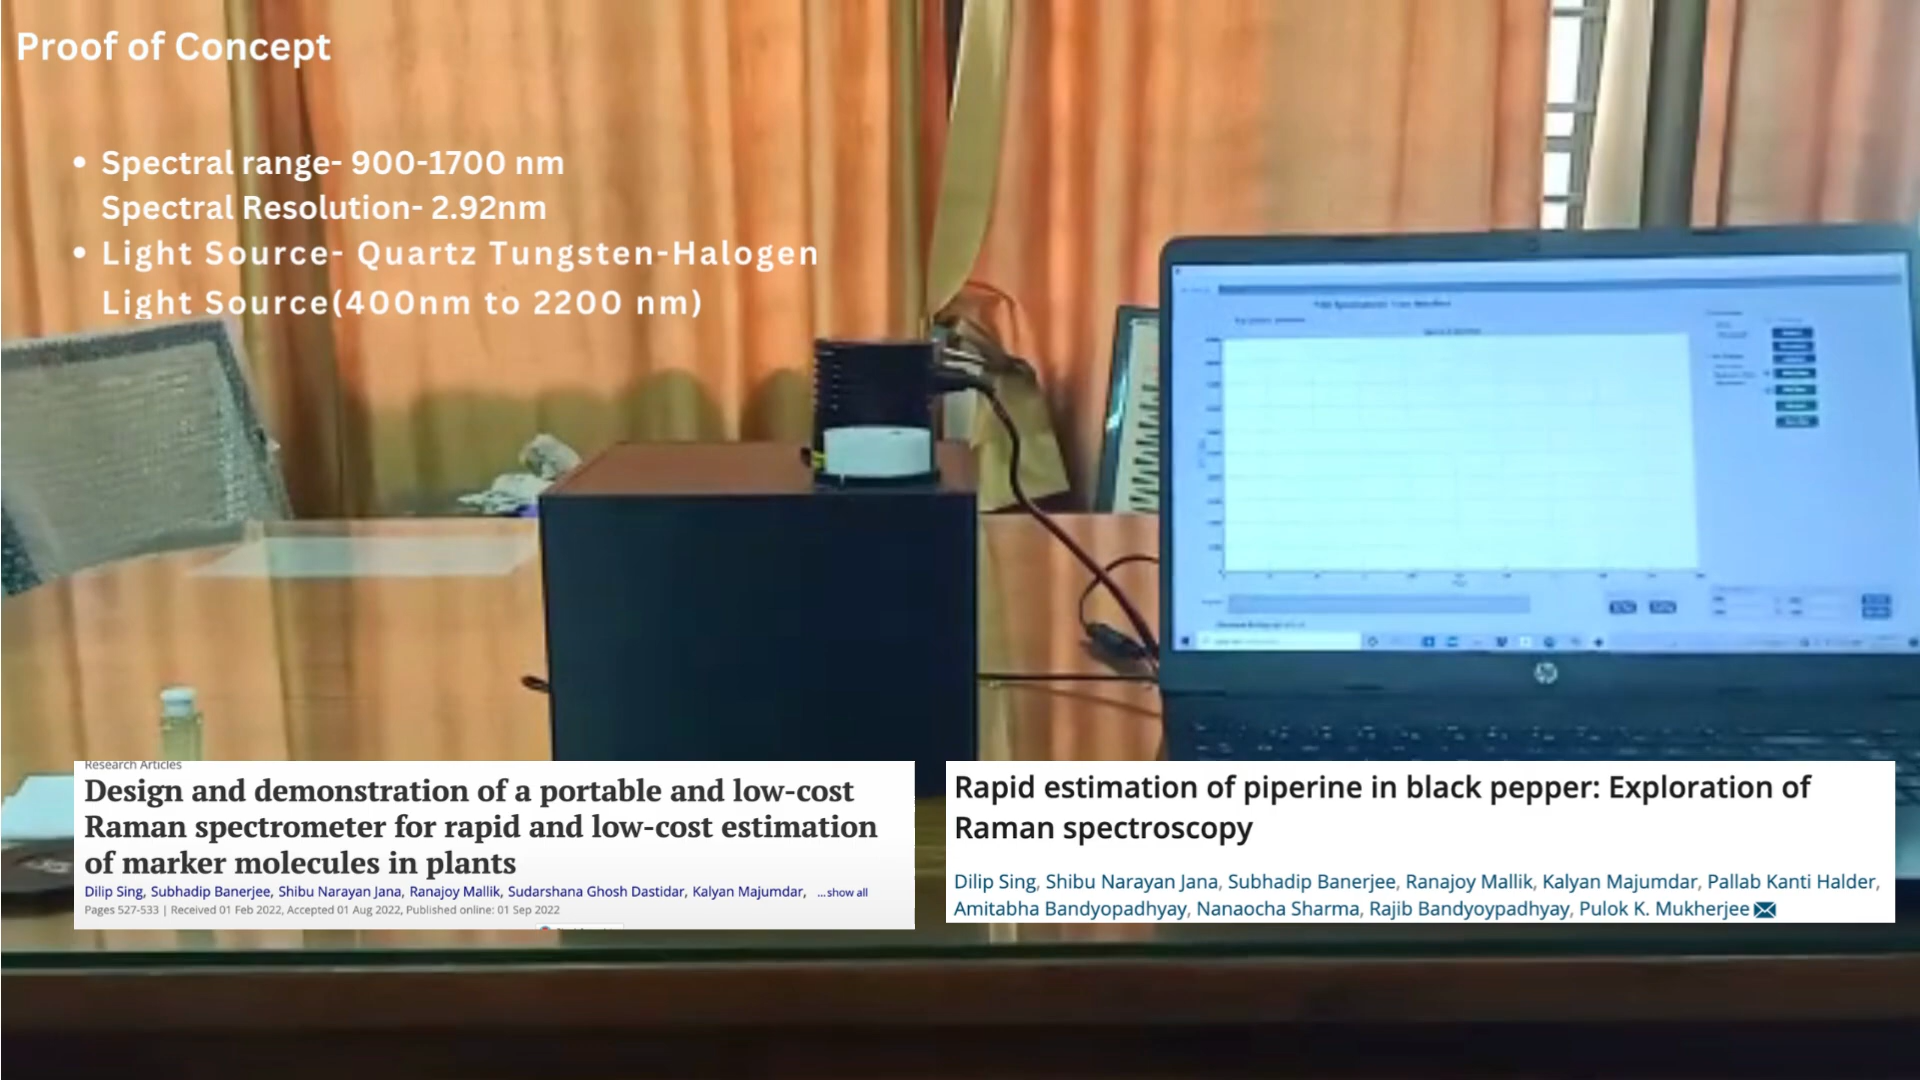 Proof of Concept
• Spectral range- 900-1700 nm
Spectral Resolution- 2.92nm
• Light Source- Quartz Tungsten-Halogen
Light Source(400nm to 2200 nm)
hp
Research Articles
Design and demonstration of a portable and low-cost
Raman spectrometer for rapid and low-cost estimation
of marker molecules in plants
Dilip Sing, Subhadip Banerjee, Shibu Narayan Jana, Ranajoy Mallik, Sudarshana Ghosh Dastidar, Kalyan Majumdar, ...show all
Pages 527-533 | Received 01 Feb 2022, Accepted 01 Aug 2022, Published online: 01 Sep 2022
Rapid estimation of piperine in black pepper: Exploration of
Raman spectroscopy
Dilip Sing, Shibu Narayan Jana, Subhadip Banerjee, Ranajoy Mallik, Kalyan Majumdar, Pallab Kanti Halder,
Amitabha Bandyopadhyay, Nanaocha Sharma, Rajib Bandyoypadhyay, Pulok K. Mukherjee